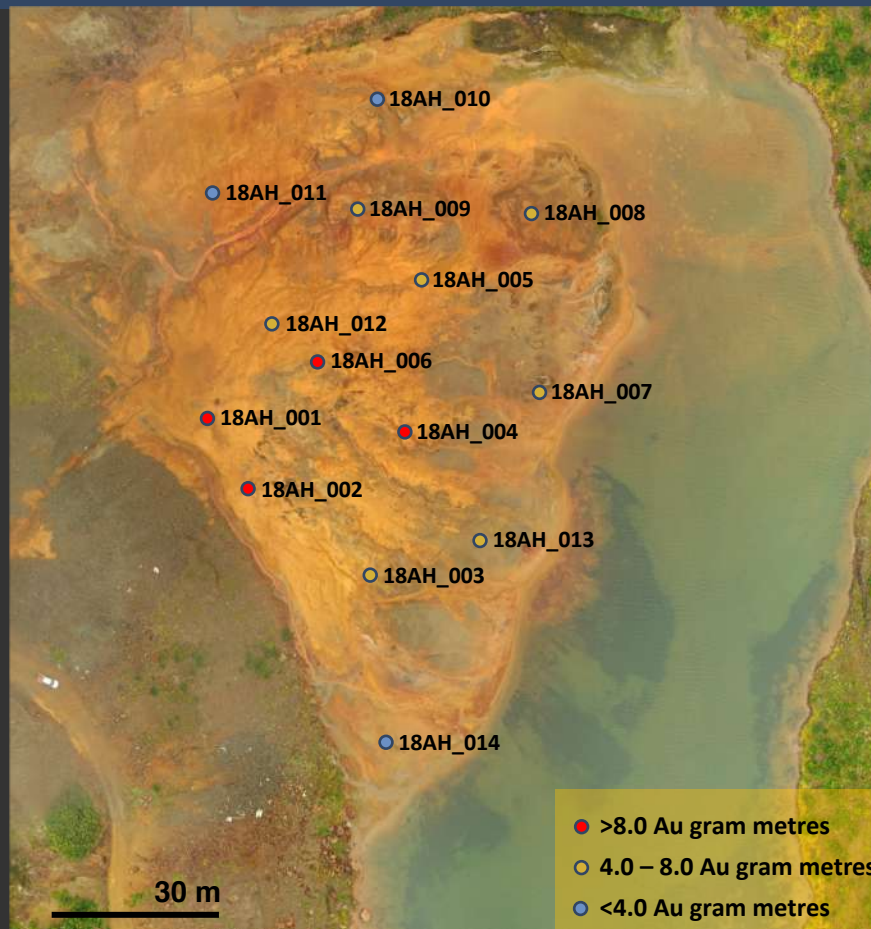 18AH_010
18AH_011
18AH_009
18AH_008
18AH_005
18AH_012
18AH_006
18AH_007
18AH_001
18AH_004
18AH_002
18AH_013
18AH_003
18AH_014
>8.0 Au gram metres
4.0 – 8.0 Au gram metres
<4.0 Au gram metres
30 m